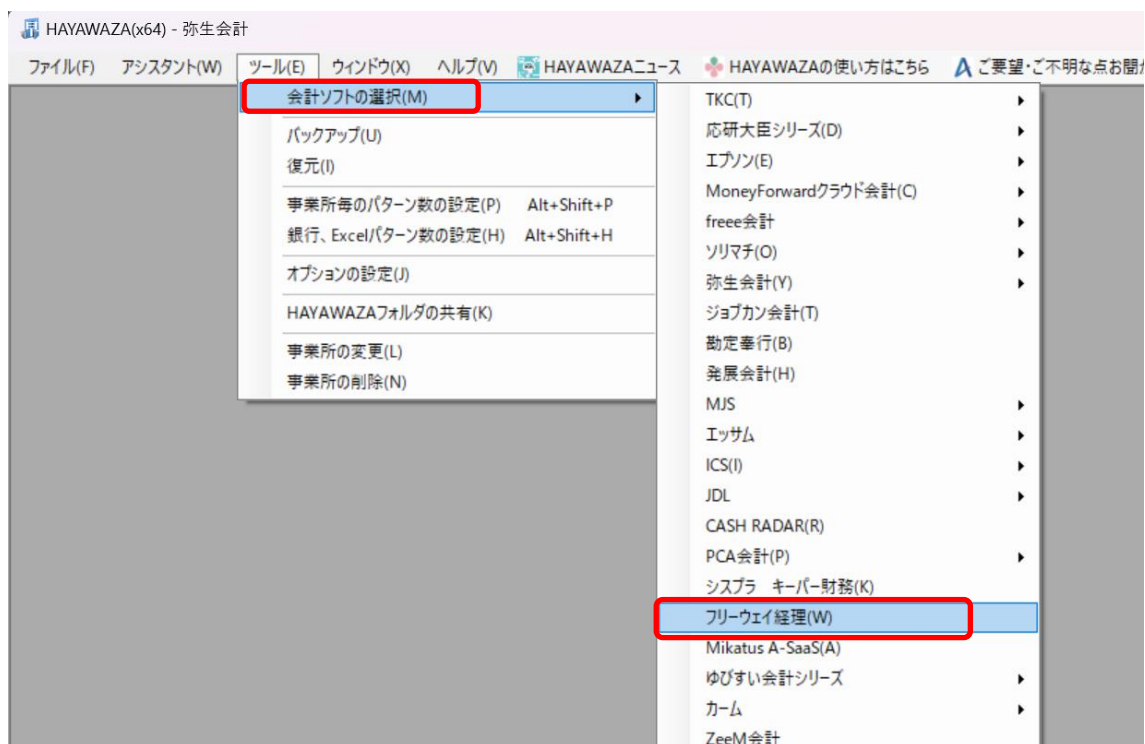 HAYAWAZA(x64) - 弥生会計
ファイル(F) アシスタント(W) ツール(E) ウィンドウ(X) ヘルプ(V) HAYAWAZAニュース HAYAWAZAの使い方はこちら ご要望・ご不明な点お聞か
会計ソフトの選択(M)
バックアップ(U)
復元(I)
事業所毎のパターン数の設定(P) Alt+Shift+P
銀行、Excelパターン数の設定(H) Alt+Shift+H
オプションの設定(J)
HAYAWAZAフォルダの共有(K)
事業所の変更(L)
事業所の削除(N)
TKC(T)
応研大臣シリーズ(D)
エプソン(E)
MoneyForwardクラウド会計(C)
freee会計
ソリマチ(O)
弥生会計(Y)
ジョブカン会計(T)
勘定奉行(B)
発展会計(H)
MJS
エッサム
ICS(I)
JDL
CASH RADAR(R)
PCA会計(P)
シスプラ　キーパー財務(K)
フリーウェイ経理(W)
Mikatus A-SaaS(A)
ゆびすい会計シリーズ
カーム
ZeeM会計